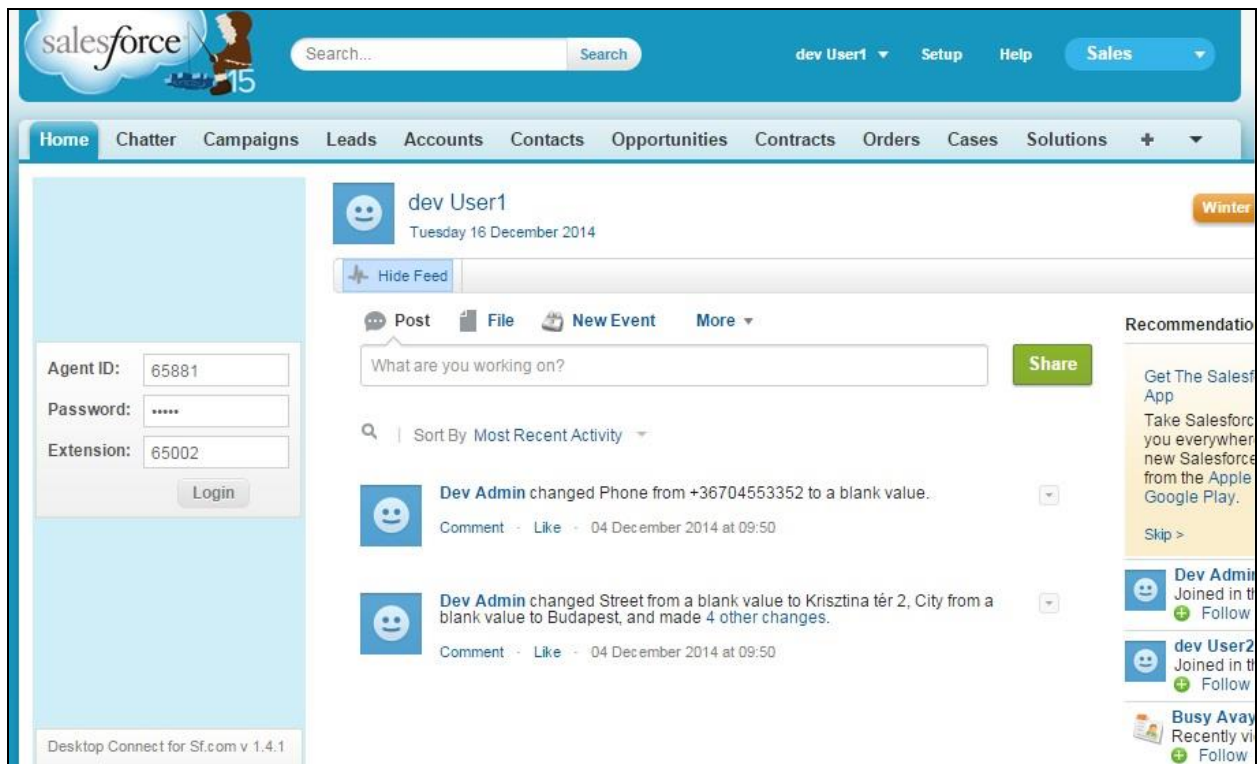 salesforce
15
Search...
Search
dev User1
Setup
Help
Sales
Home
Chatter
Campaigns
Leads
Accounts
Contacts
Opportunities
Contracts
Orders
Cases
Solutions
dev User1
Tuesday 16 December 2014
Winter
Hide Feed
Post
File
New Event
More
What are you working on?
Share
Sort By Most Recent Activity
Dev Admin changed Phone from +36704553352 to a blank value.
Comment · Like · 04 December 2014 at 09:50
Dev Admin changed Street from a blank value to Krisztina tér 2, City from a
blank value to Budapest, and made 4 other changes.
Comment · Like · 04 December 2014 at 09:50
Agent ID: 65881
Password: •••••
Extension: 65002
Login
Desktop Connect for Sf.com v 1.4.1
Recommendatio
Get The Salesf
App
Take Salesforc
you everywher
new Salesforce
from the Apple
Google Play.
Skip >
Dev Admin
Joined in th
Follow
dev User2
Joined in th
Follow
Busy Avay
Recently vi
Follow